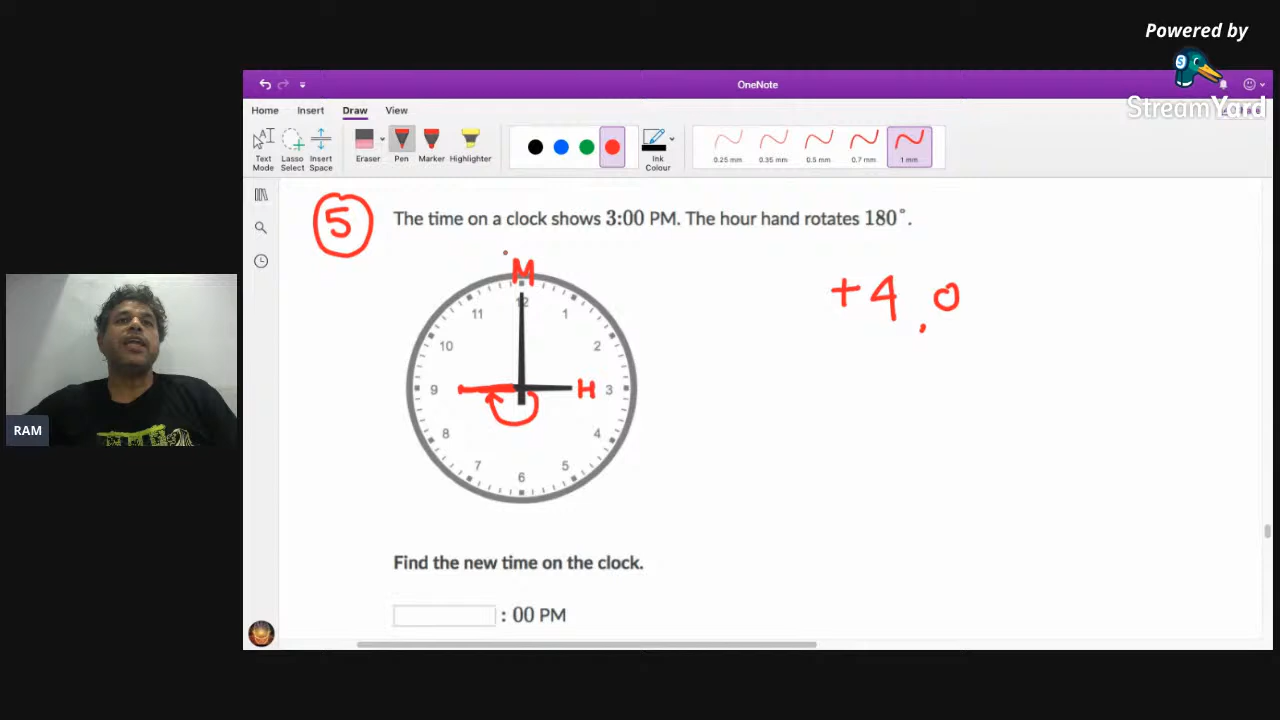 Powered by
StreamYard
OneNote
Home Insert Draw View
Text Mode
Lasso Select
Insert Space
Eraser
Pen
Marker
Highlighter
Ink Colour
0.25 mm
0.35 mm
0.5 mm
0.7 mm
1 mm
5 The time on a clock shows 3:00 PM. The hour hand rotates 180°.
M
+4,0
12
11 1
10 2
9 H 3
8 4
7 5
6
RAM
Find the new time on the clock.
: 00 PM